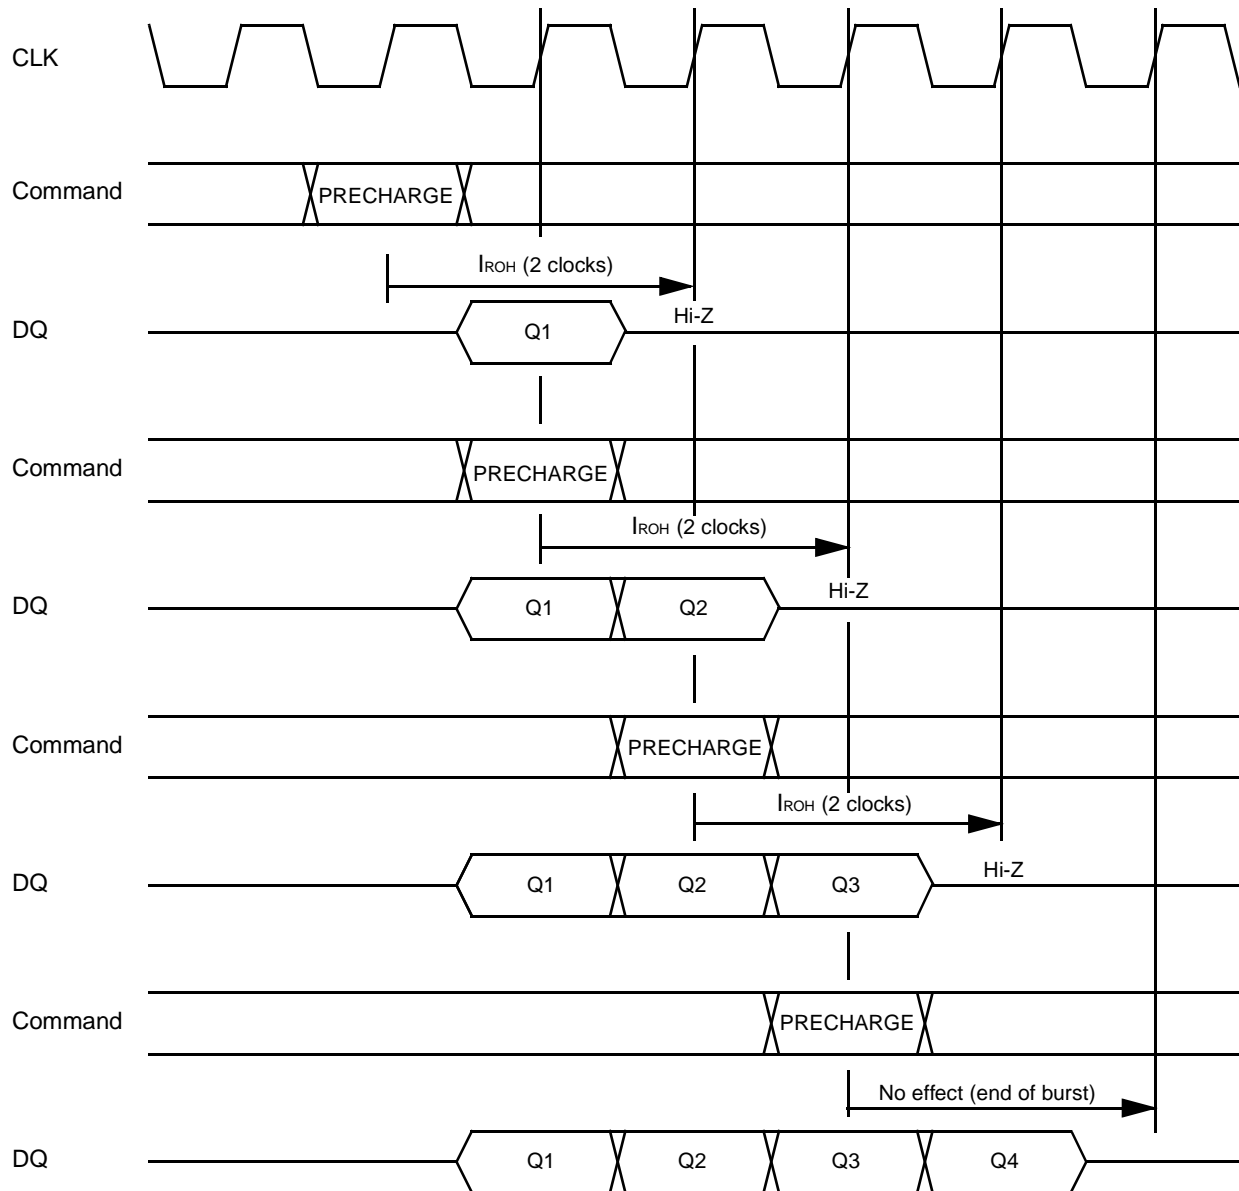 CLK
Command
PRECHARGE
IROH (2 clocks)
DQ
Q1
Hi-Z
Command
PRECHARGE
IROH (2 clocks)
DQ
Q1
Q2
Hi-Z
Command
PRECHARGE
IROH (2 clocks)
DQ
Q1
Q2
Q3
Hi-Z
Command
PRECHARGE
No effect (end of burst)
DQ
Q1
Q2
Q3
Q4